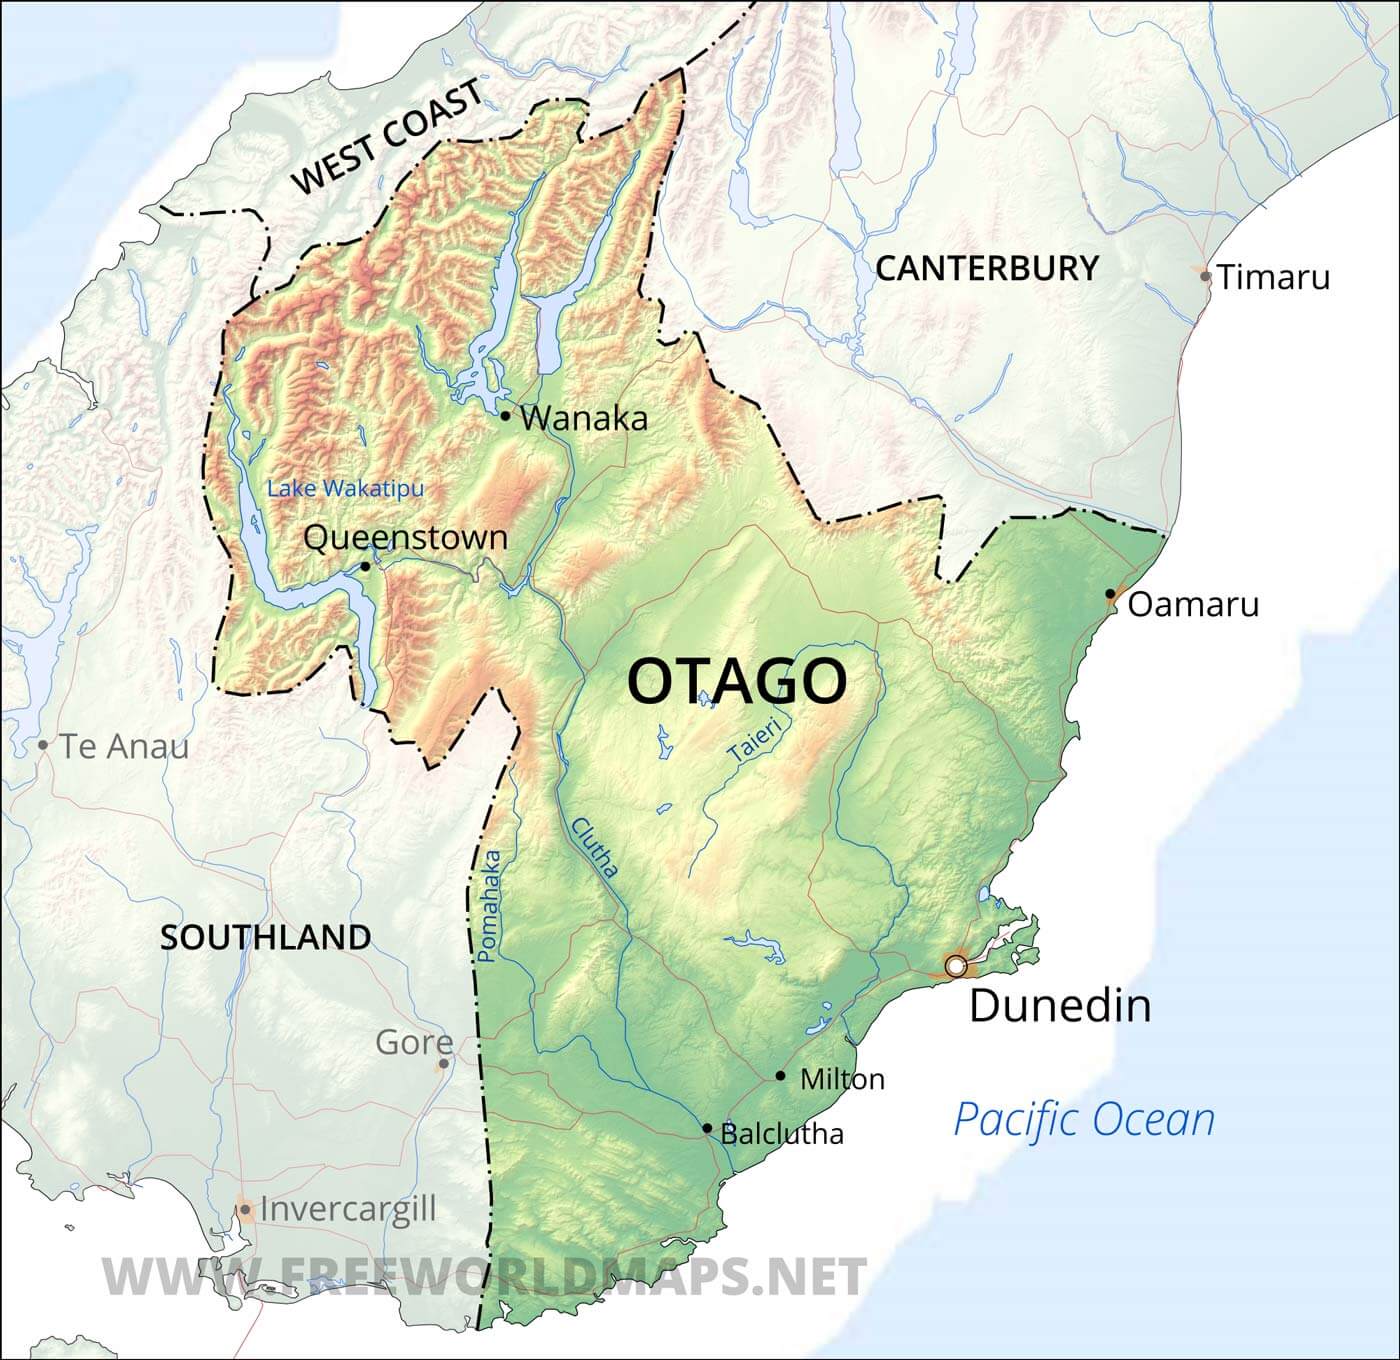 WEST COAST
CANTERBURY
Timaru
Wanaka
Lake Wakatipu
Queenstown
Oamaru
OTAGO
Taieri
Te Anau
Clutha
Pomahaka
SOUTHLAND
Dunedin
Gore
Milton
Pacific Ocean
Balclutha
Invercargill
WWW.FREEWORLDMAPS.NET